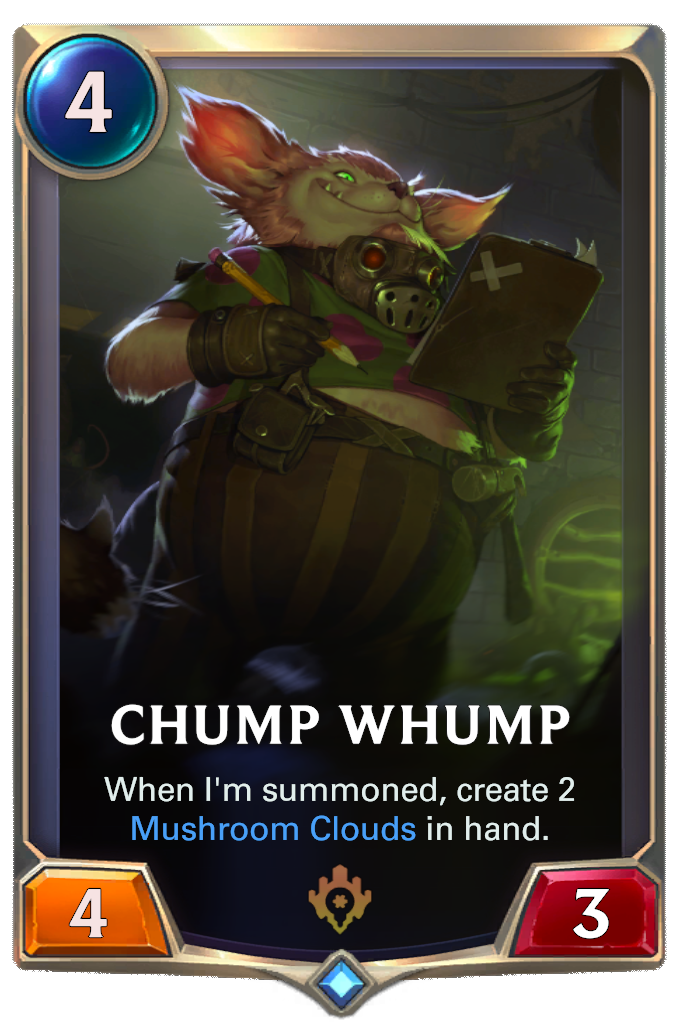 4
CHUMP WHUMP
When I'm summoned, create 2
Mushroom Clouds in hand.
4
3